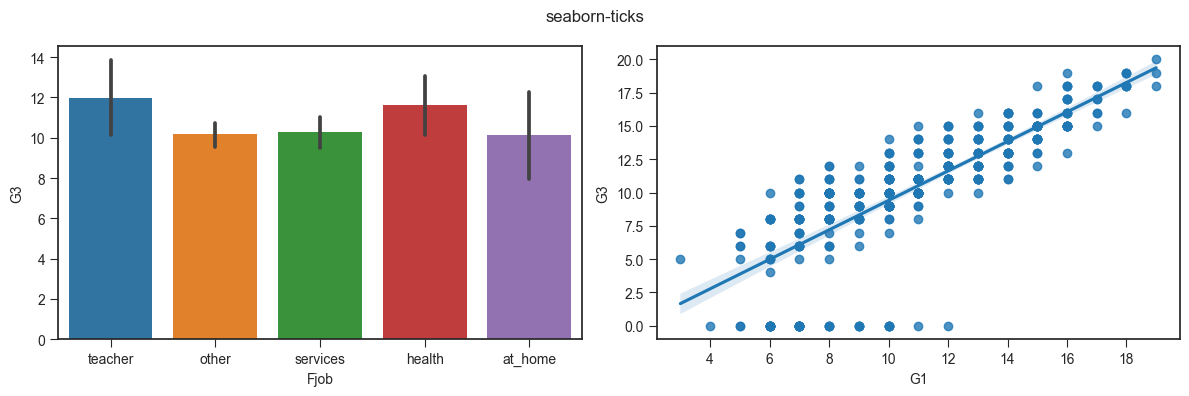 seaborn-ticks
G3
14
12
10
8
6
4
2
0
teacher other services health at_home
Fjob
G3
20.0
17.5
15.0
12.5
10.0
7.5
5.0
2.5
0.0
4 6 8 10 12 14 16 18
G1